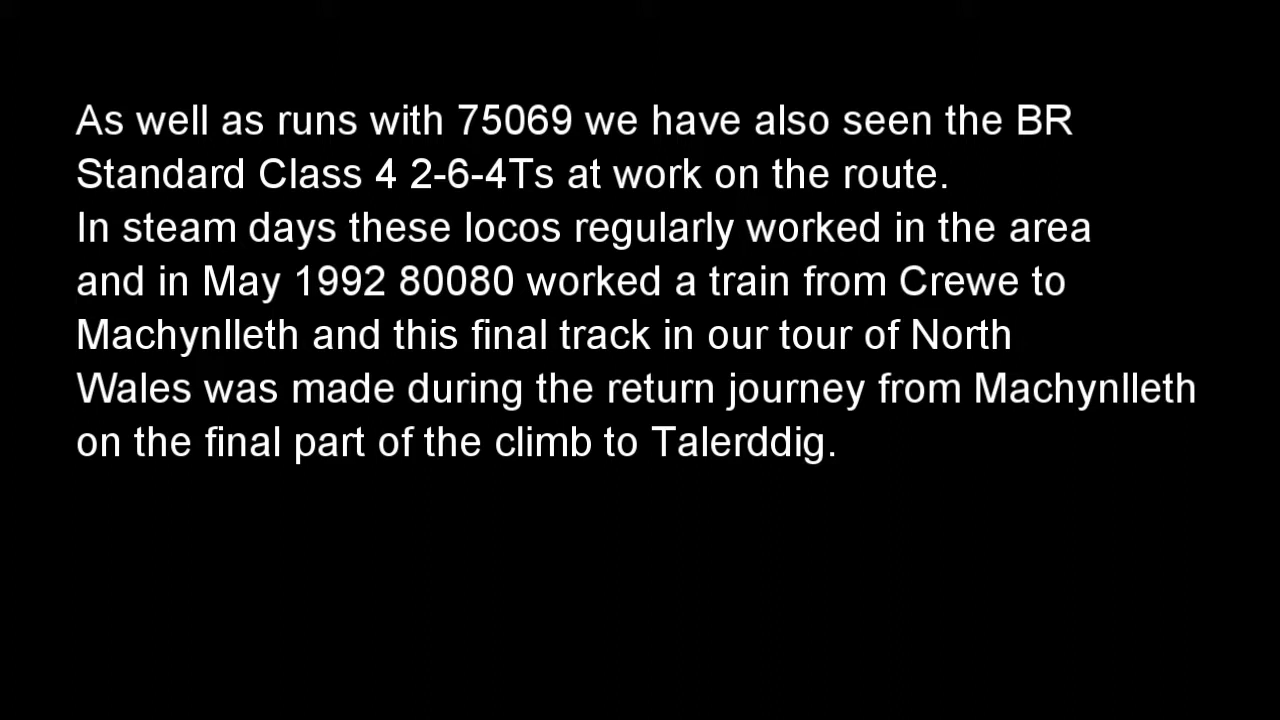 As well as runs with 75069 we have also seen the BR
Standard Class 4 2-6-4Ts at work on the route.
In steam days these locos regularly worked in the area
and in May 1992 80080 worked a train from Crewe to
Machynlleth and this final track in our tour of North
Wales was made during the return journey from Machynlleth
on the final part of the climb to Talerddig.